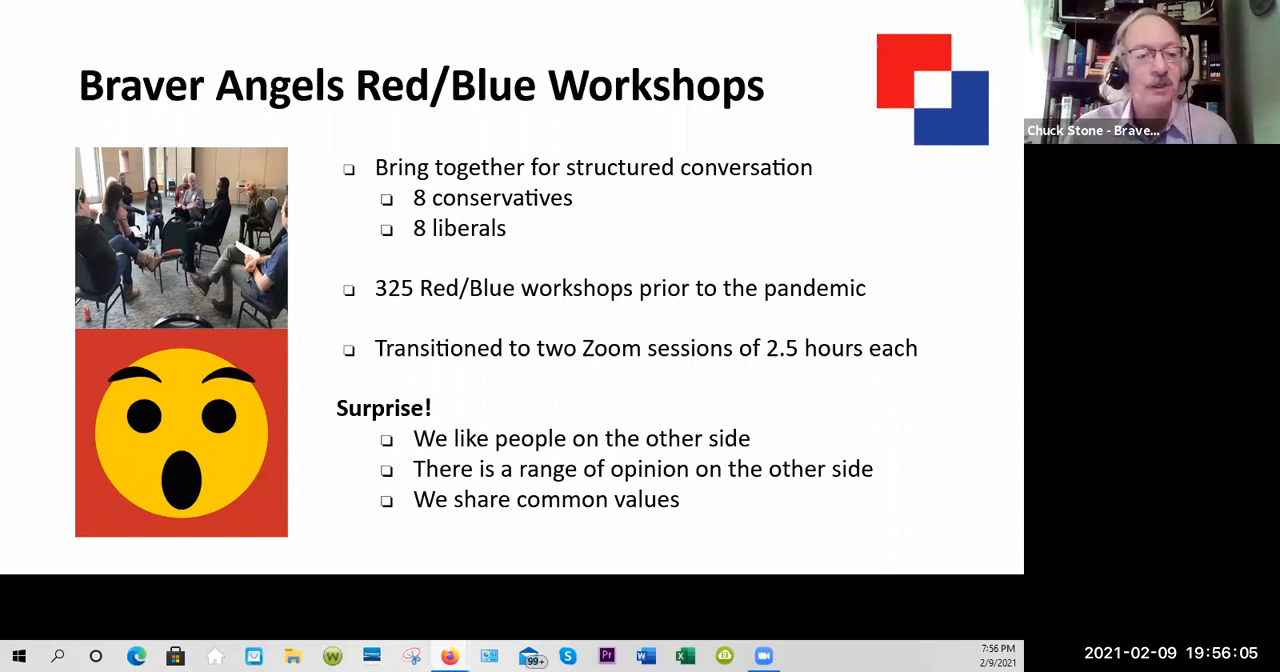 Braver Angels Red/Blue Workshops
Chuck Stone - Brave...
Bring together for structured conversation
8 conservatives
8 liberals
325 Red/Blue workshops prior to the pandemic
Transitioned to two Zoom sessions of 2.5 hours each
Surprise!
We like people on the other side
There is a range of opinion on the other side
We share common values
99+
Pr
7:56 PM
2/9/2021
2021-02-09 19:56:05